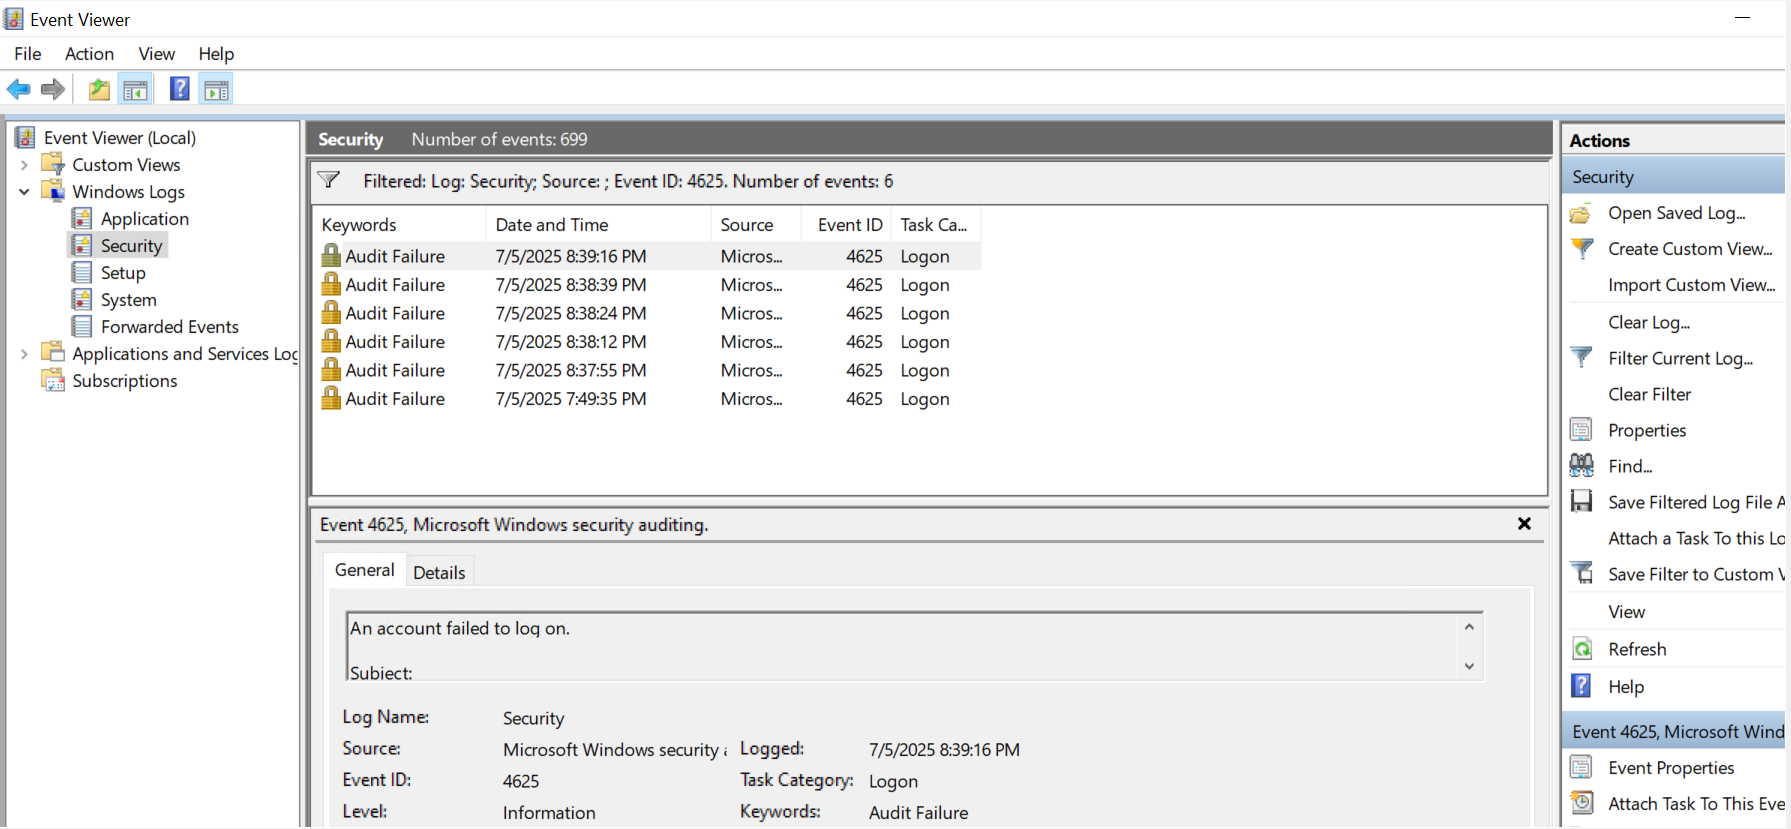 Event Viewer
File Action View Help
Event Viewer (Local)
Custom Views
Windows Logs
Application
Security
Setup
System
Forwarded Events
Applications and Services Log
Subscriptions
Security Number of events: 699
Filtered: Log: Security; Source: ; Event ID: 4625. Number of events: 6
Keywords Date and Time Source Event ID Task Ca...
Audit Failure 7/5/2025 8:39:16 PM Micros... 4625 Logon
Audit Failure 7/5/2025 8:38:39 PM Micros... 4625 Logon
Audit Failure 7/5/2025 8:38:24 PM Micros... 4625 Logon
Audit Failure 7/5/2025 8:38:12 PM Micros... 4625 Logon
Audit Failure 7/5/2025 8:37:55 PM Micros... 4625 Logon
Audit Failure 7/5/2025 7:49:35 PM Micros... 4625 Logon
Event 4625, Microsoft Windows security auditing.
General Details
An account failed to log on.
Subject:
Log Name: Security
Source: Microsoft Windows security Logged: 7/5/2025 8:39:16 PM
Event ID: 4625 Task Category: Logon
Level: Information Keywords: Audit Failure
Actions
Security
Open Saved Log...
Create Custom View...
Import Custom View...
Clear Log...
Filter Current Log...
Clear Filter
Properties
Find...
Save Filtered Log File A
Attach a Task To this Lo
Save Filter to Custom V
View
Refresh
Help
Event 4625, Microsoft Wind
Event Properties
Attach Task To This Eve